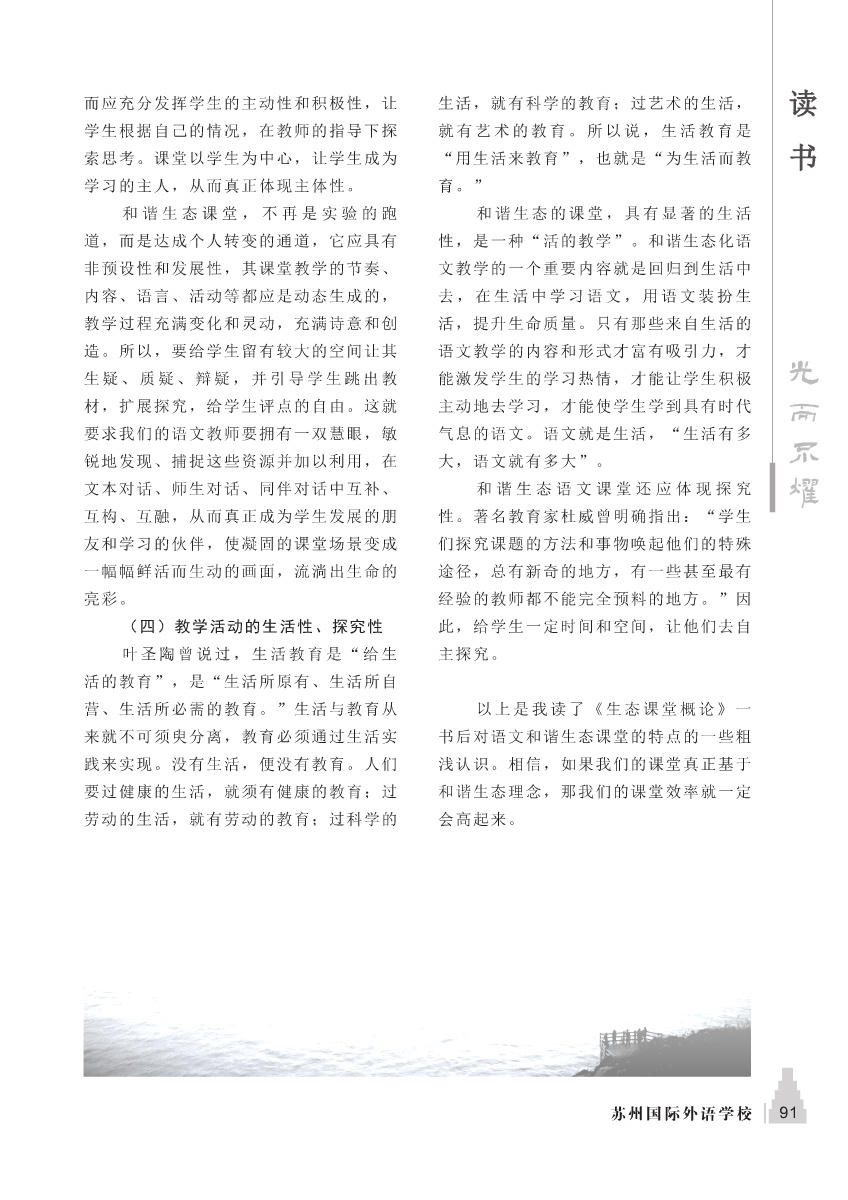 而应充分发挥学生的主动性和积极性，让
学生根据自己的情况，在教师的指导下探
索思考。课堂以学生为中心，让学生成为
学习的主人，从而真正体现主体性。
和谐生态课堂，不再是实验的跑
道，而是达成个人转变的通道，它应具有
非预设性和发展性，其课堂教学的节奏、
内容、语言、活动等都应是动态生成的，
教学过程充满变化和灵动，充满诗意和创
造。所以，要给学生留有较大的空间让其
生疑、质疑、辩疑，并引导学生跳出教
材，扩展探究，给学生评点的自由。这就
要求我们的语文教师要拥有一双慧眼，敏
锐地发现、捕捉这些资源并加以利用，在
文本对话、师生对话、同伴对话中互补、
互构、互融，从而真正成为学生发展的朋
友和学习的伙伴，使凝固的课堂场景变成
一幅幅鲜活而生动的画面，流淌出生命的
亮彩。
（四）教学活动的生活性、探究性
叶圣陶曾说过，生活教育是“给生
活的教育”，是“生活所原有、生活所自
营、生活所必需的教育。”生活与教育从
来就不可须臾分离，教育必须通过生活实
践来实现。没有生活，便没有教育。人们
要过健康的生活，就须有健康的教育；过
劳动的生活，就有劳动的教育；过科学的
生活，就有科学的教育；过艺术的生活，
就有艺术的教育。所以说，生活教育是
“用生活来教育”，也就是“为生活而教
育。”
和谐生态的课堂，具有显著的生活
性，是一种“活的教学”。和谐生态化语
文教学的一个重要内容就是回归到生活中
去，在生活中学习语文，用语文装扮生
活，提升生命质量。只有那些来自生活的
语文教学的内容和形式才富有吸引力，才
能激发学生的学习热情，才能让学生积极
主动地去学习，才能使学生学到具有时代
气息的语文。语文就是生活，“生活有多
大，语文就有多大”。
和谐生态语文课堂还应体现探究
性。著名教育家杜威曾明确指出：“学生
们探究课题的方法和事物唤起他们的特殊
途径，总有新奇的地方，有一些甚至最有
经验的教师都不能完全预料的地方。”因
此，给学生一定时间和空间，让他们去自
主探究。
以上是我读了《生态课堂概论》一
书后对语文和谐生态课堂的特点的一些粗
浅认识。相信，如果我们的课堂真正基于
和谐生态理念，那我们的课堂效率就一定
会高起来。
读书
光而不耀
苏州国际外语学校
91